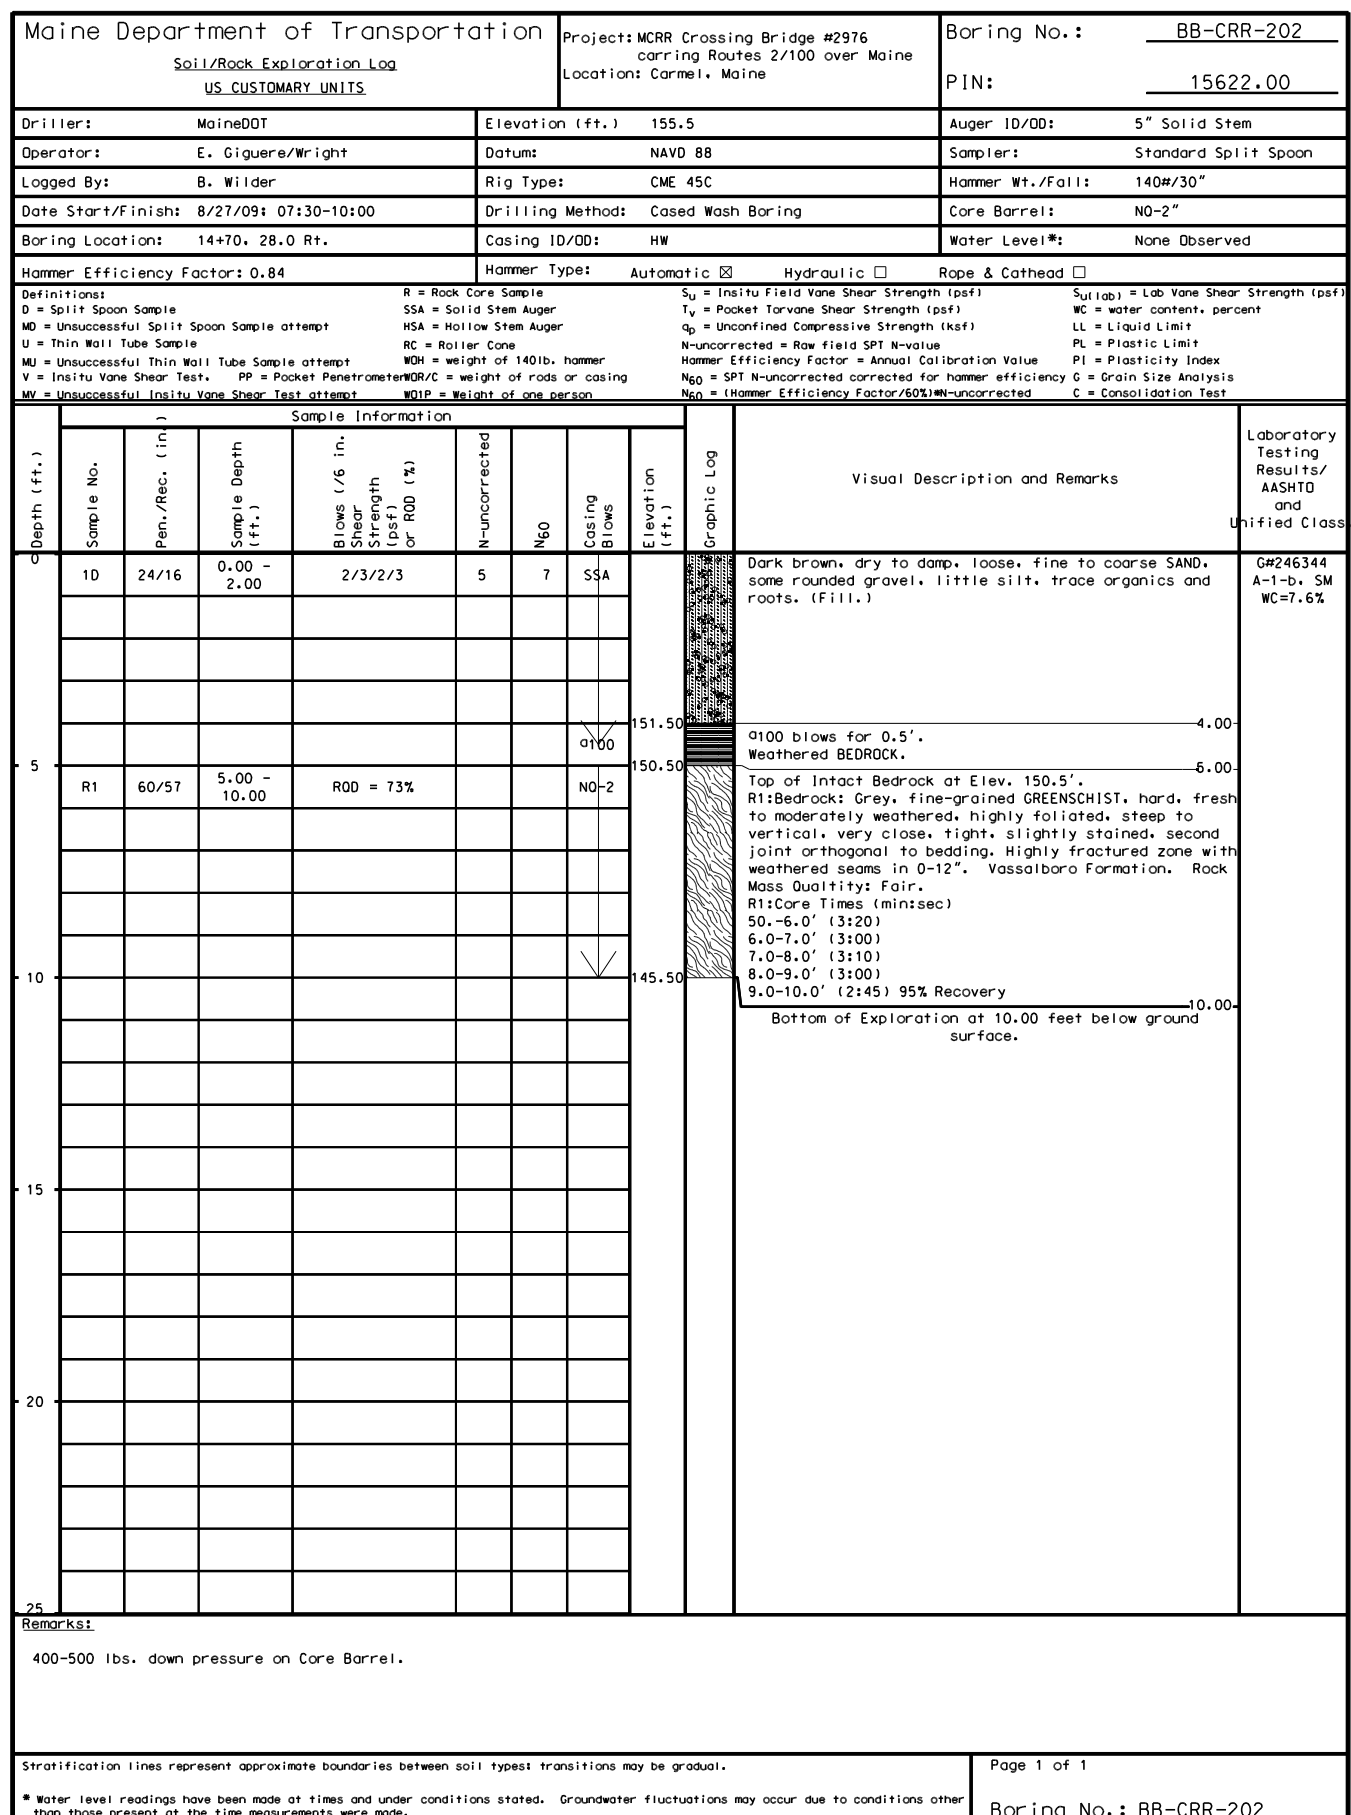 Maine Department of Transportation
Soil/Rock Exploration Log
US CUSTOMARY UNITS
Project: MCRR Crossing Bridge #2976
carring Routes 2/100 over Maine
Location: Carmel, Maine
Boring No.: BB-CRR-202
PIN: 15622.00
Driller: MaineDOT Elevation (ft.) 155.5 Auger ID/OD: 5" Solid Stem
Operator: E. Giguere/Wright Datum: NAVD 88 Sampler: Standard Split Spoon
Logged By: B. Wilder Rig Type: CME 45C Hammer Wt./Fall: 140#/30"
Date Start/Finish: 8/27/09; 07:30-10:00 Drilling Method: Cased Wash Boring Core Barrel: NQ-2"
Boring Location: 14+70, 28.0 Rt. Casing ID/OD: HW Water Level*: None Observed
Hammer Efficiency Factor: 0.84 Hammer Type: Automatic ☒ Hydraulic ☐ Rope & Cathead ☐
Definitions:
D = Split Spoon Sample
MD = Unsuccessful Split Spoon Sample attempt
U = Thin Wall Tube Sample
MU = Unsuccessful Thin Wall Tube Sample attempt
V = Insitu Vane Shear Test, PP = Pocket Penetrometer
MV = Unsuccessful Insitu Vane Shear Test attempt
R = Rock Core Sample
SSA = Solid Stem Auger
HSA = Hollow Stem Auger
RC = Roller Cone
WOH = weight of 140lb. hammer
WOR/C = weight of rods or casing
WO1P = Weight of one person
Su = Insitu Field Vane Shear Strength (psf)
Tv = Pocket Torvane Shear Strength (psf)
qp = Unconfined Compressive Strength (ksf)
N-uncorrected = Raw field SPT N-value
Hammer Efficiency Factor = Annual Calibration Value
N60 = SPT N-uncorrected corrected for hammer efficiency
N60 = (Hammer Efficiency Factor/60%)*N-uncorrected
Su(lab) = Lab Vane Shear Strength (psf)
WC = water content, percent
LL = Liquid Limit
PL = Plastic Limit
PI = Plasticity Index
G = Grain Size Analysis
C = Consolidation Test
Sample Information
Depth (ft.)
Sample No.
Pen./Rec. (in.)
Sample Depth
(ft.)
Blows (/6 in.
Shear
Strength
(psf)
or RQD (%)
N-uncorrected
N60
Casing
Blows
Elevation
(ft.)
Graphic Log
Visual Description and Remarks
Laboratory
Testing
Results/
AASHTO
and
Unified Class.
0
1D 24/16 0.00 -
2.00 2/3/2/3 5 7 SSA
Dark brown, dry to damp, loose, fine to coarse SAND,
some rounded gravel, little silt, trace organics and
roots. (Fill.)
G#246344
A-1-b, SM
WC=7.6%
151.50
4.00
a100
a100 blows for 0.5'.
Weathered BEDROCK.
5
150.50
5.00
R1 60/57 5.00 -
10.00 RQD = 73% NQ-2
Top of Intact Bedrock at Elev. 150.5'.
R1:Bedrock: Grey, fine-grained GREENSCHIST, hard, fresh
to moderately weathered, highly foliated, steep to
vertical, very close, tight, slightly stained, second
joint orthogonal to bedding. Highly fractured zone with
weathered seams in 0-12". Vassalboro Formation. Rock
Mass Qualtity: Fair.
R1:Core Times (min:sec)
50.-6.0' (3:20)
6.0-7.0' (3:00)
7.0-8.0' (3:10)
8.0-9.0' (3:00)
9.0-10.0' (2:45) 95% Recovery
10
145.50
10.00
Bottom of Exploration at 10.00 feet below ground
surface.
15
20
25
Remarks:
400-500 lbs. down pressure on Core Barrel.
Stratification lines represent approximate boundaries between soil types; transitions may be gradual.
* Water level readings have been made at times and under conditions stated. Groundwater fluctuations may occur due to conditions other
than those present at the time measurements were made.
Page 1 of 1
Boring No.: BB-CRR-202